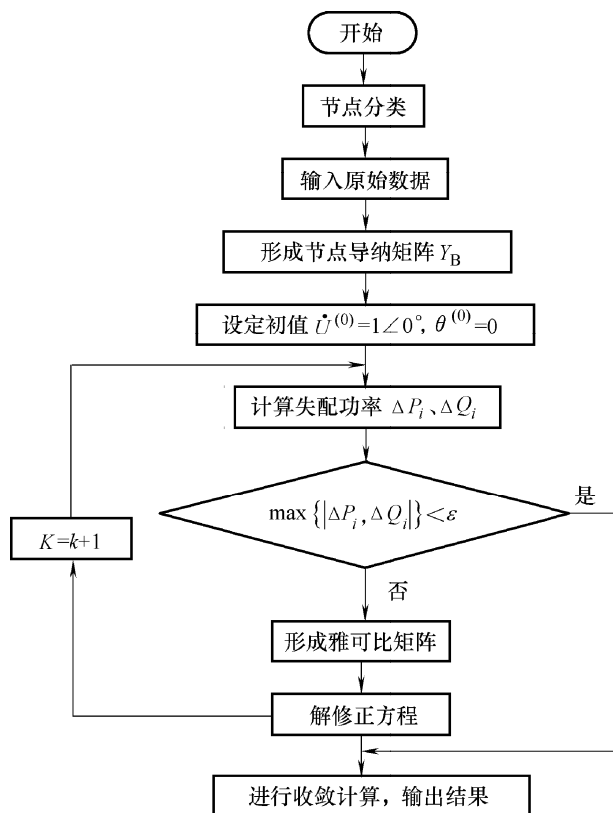 开始
节点分类
输入原始数据
形成节点导纳矩阵 Y_B
设定初值 U̇^(0)=1∠0°, θ^(0)=0
计算失配功率 ΔP_i、ΔQ_i
max{|ΔP_i,ΔQ_i|}<ε
是
K=k+1
否
形成雅可比矩阵
解修正方程
进行收敛计算，输出结果